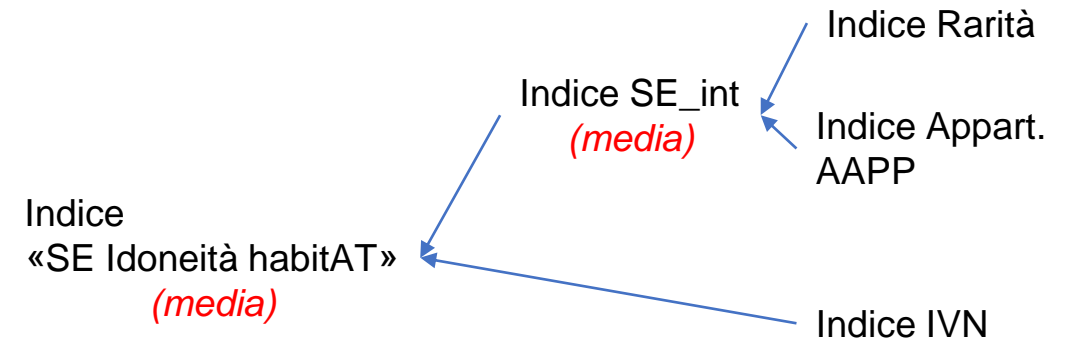 Indice Rarità
Indice SE_int
(media)
Indice Appart.
AAPP
Indice
«SE Idoneità habitAT»
(media)
Indice IVN